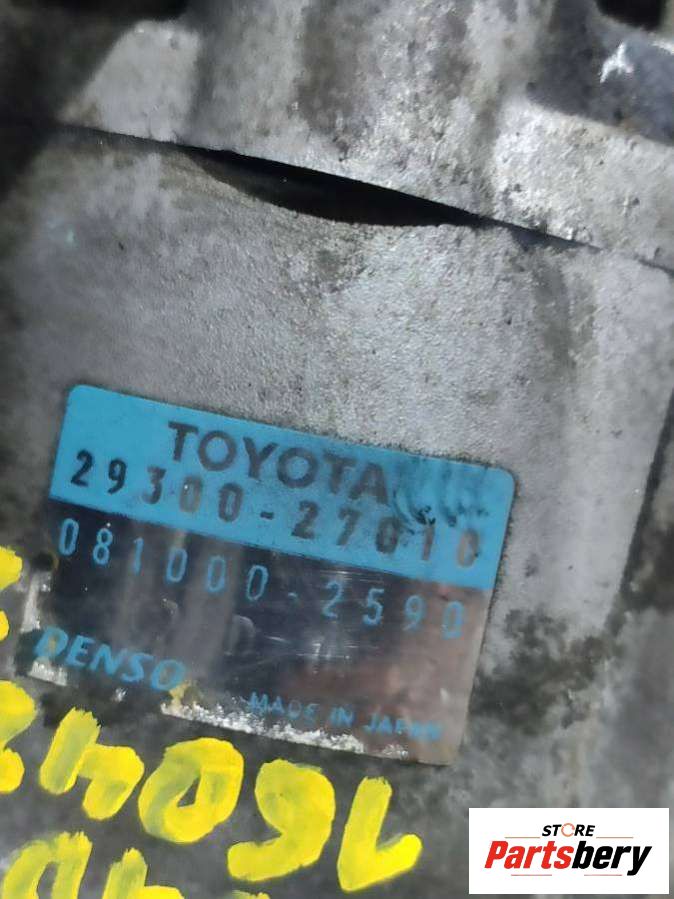 TOYOTA
29300-27010
081000-2590
DENSO
MADE IN JAPAN
STORE
Partsbery